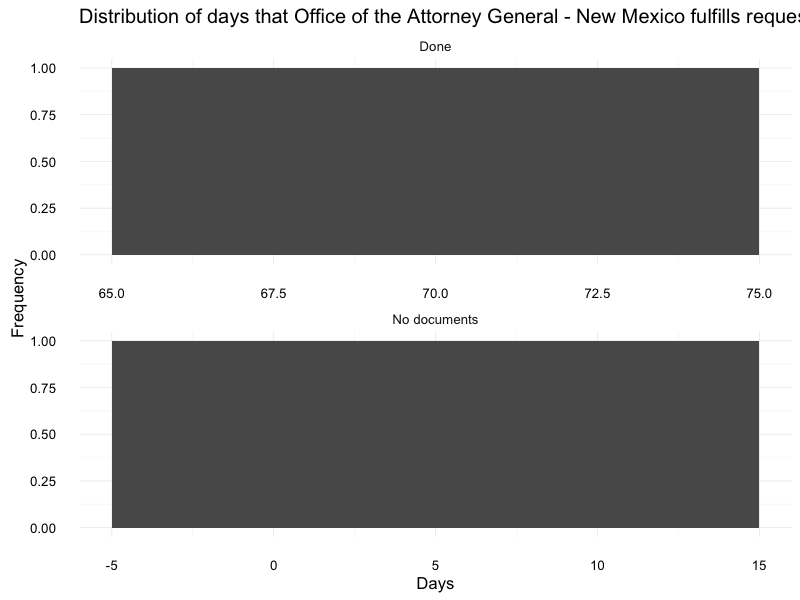 Distribution of days that Office of the Attorney General - New Mexico fulfills
Done
1.00
0.75
0.50
0.25
0.00
65.0 67.5 70.0 72.5 75.0
Frequency
No documents
1.00
0.75
0.50
0.25
0.00
-5 0 5 10 15
Days